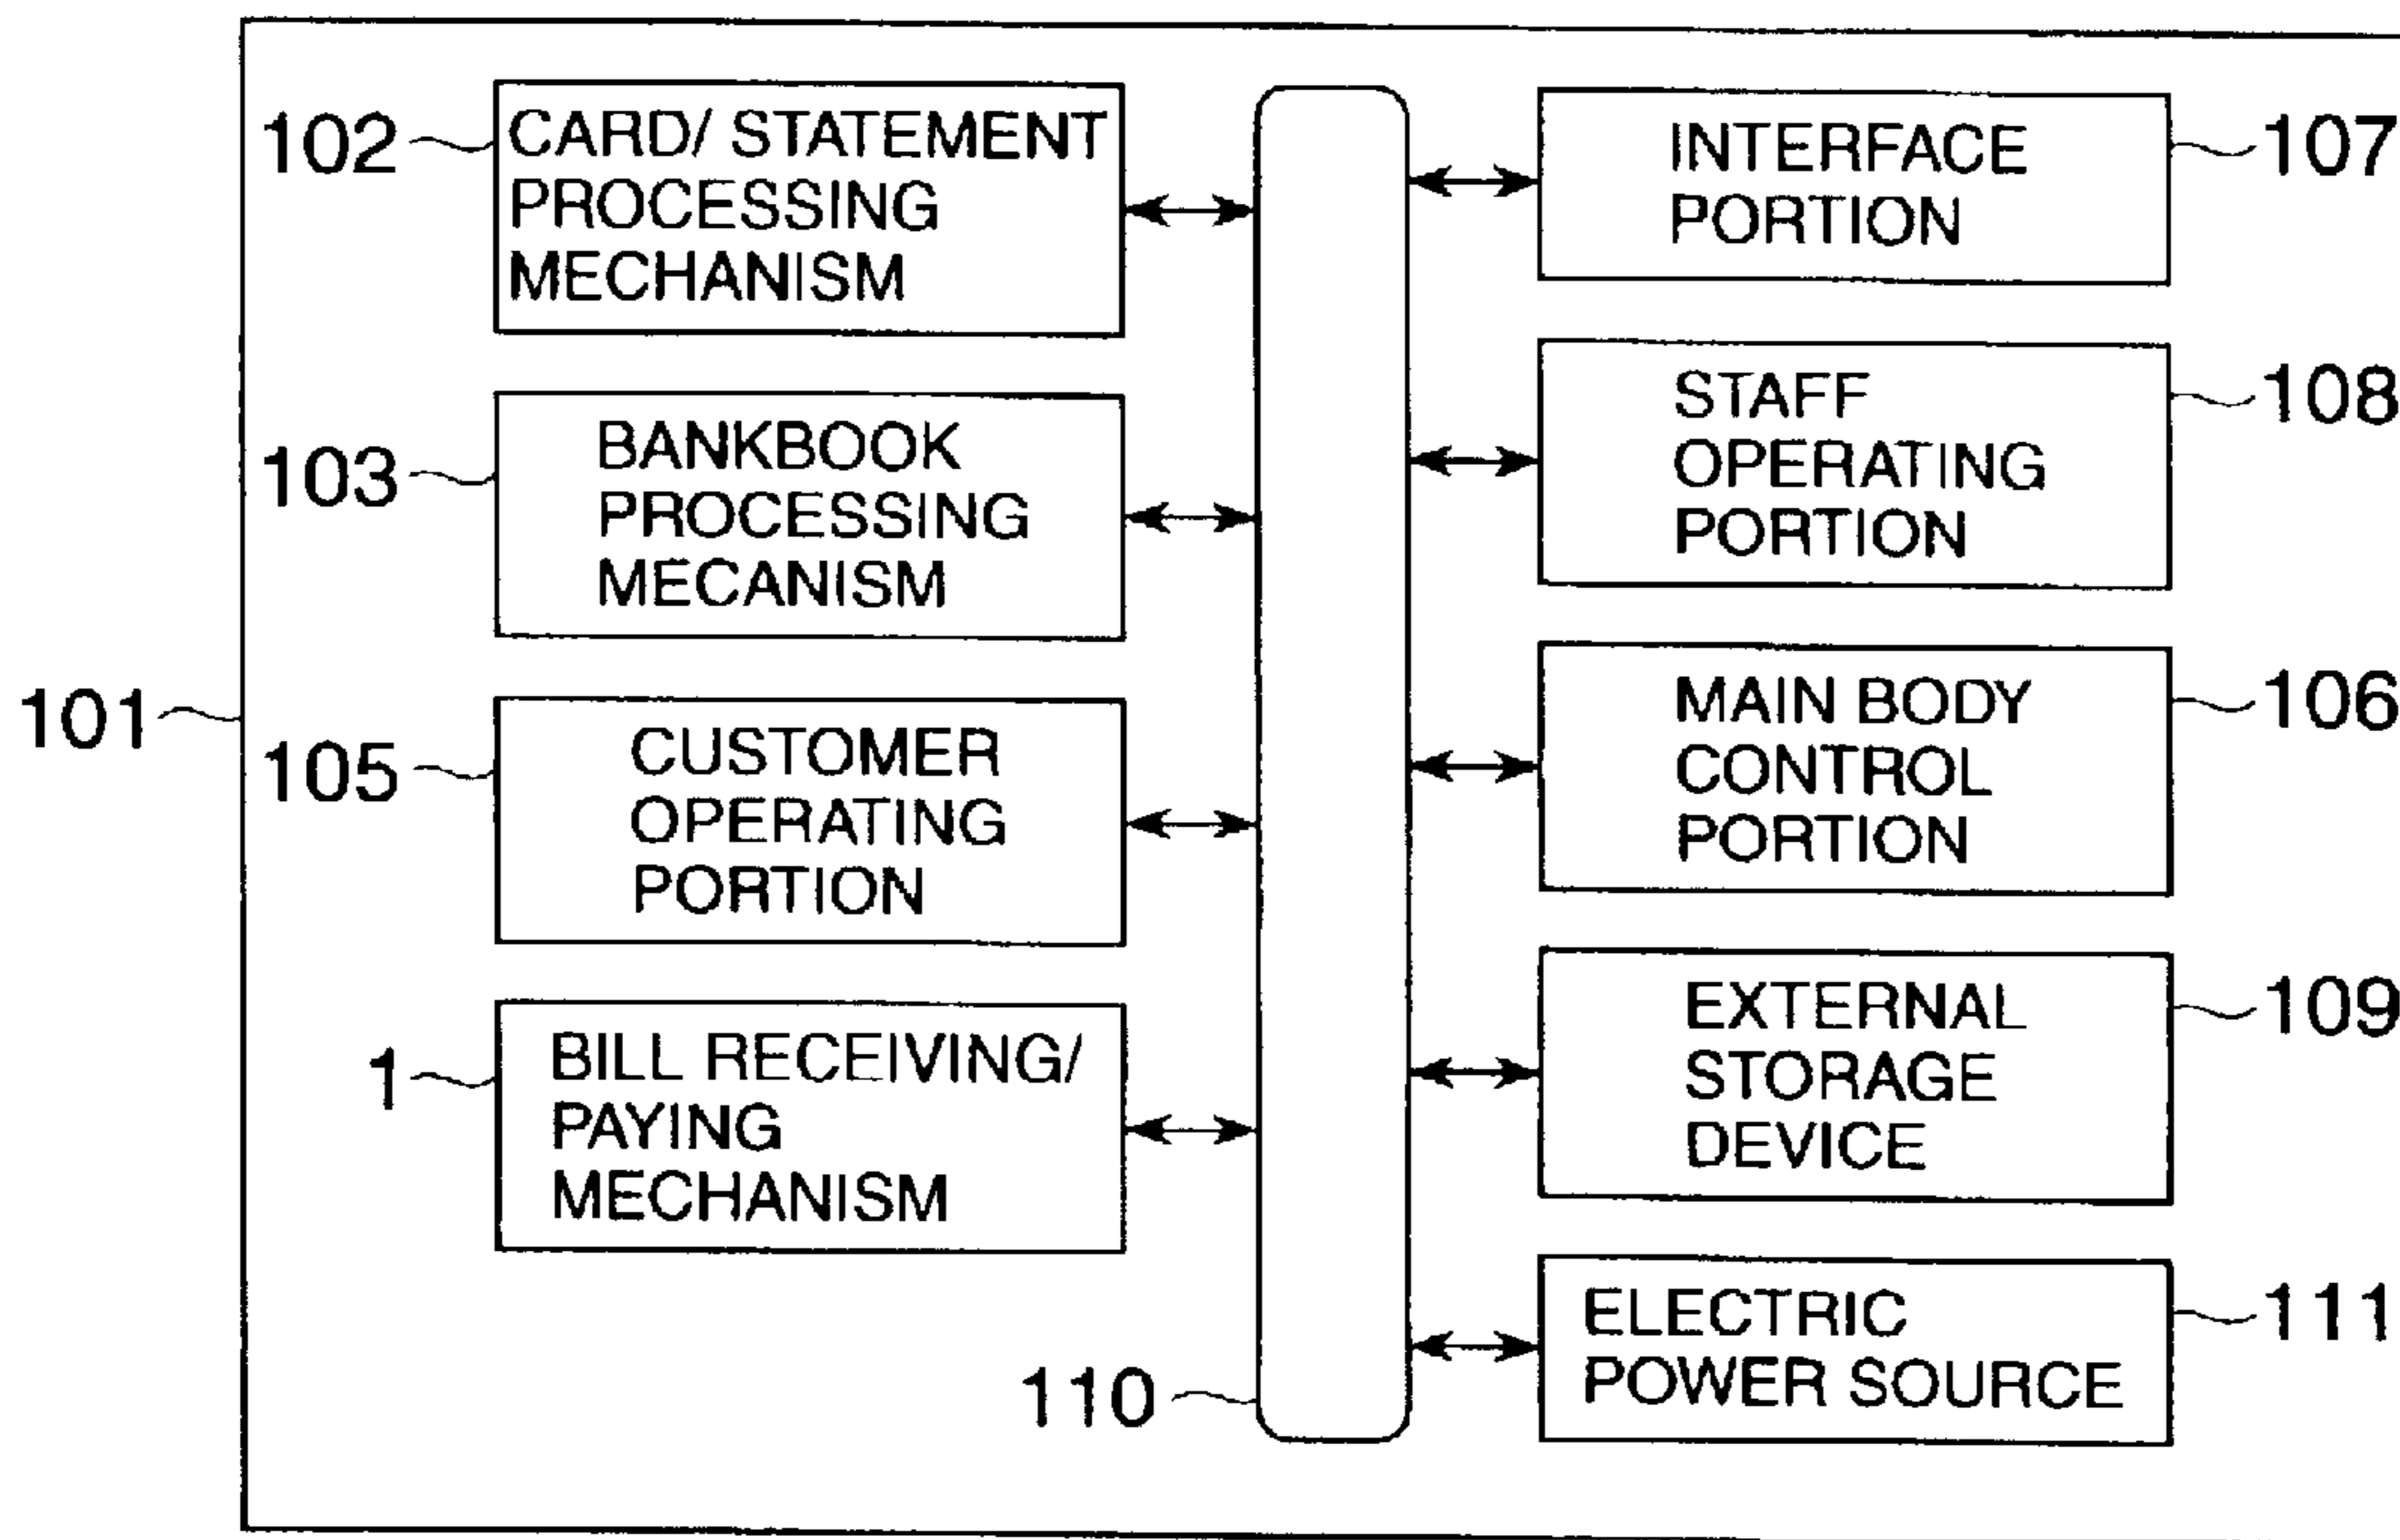 102
CARD/ STATEMENT
PROCESSING
MECHANISM
103
BANKBOOK
PROCESSING
MECANISM
101
105
CUSTOMER
OPERATING
PORTION
1
BILL RECEIVING/
PAYING
MECHANISM
110
INTERFACE
PORTION
107
STAFF
OPERATING
PORTION
108
MAIN BODY
CONTROL
PORTION
106
EXTERNAL
STORAGE
DEVICE
109
ELECTRIC
POWER SOURCE
111